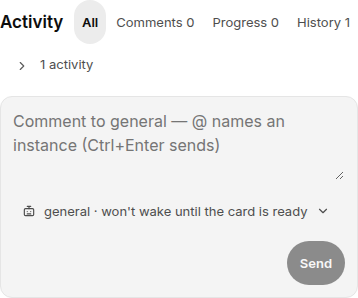 Activity All Comments 0 Progress 0 History 1
1 activity
Comment to general — @ names an
instance (Ctrl+Enter sends)
general · won't wake until the card is ready
Send